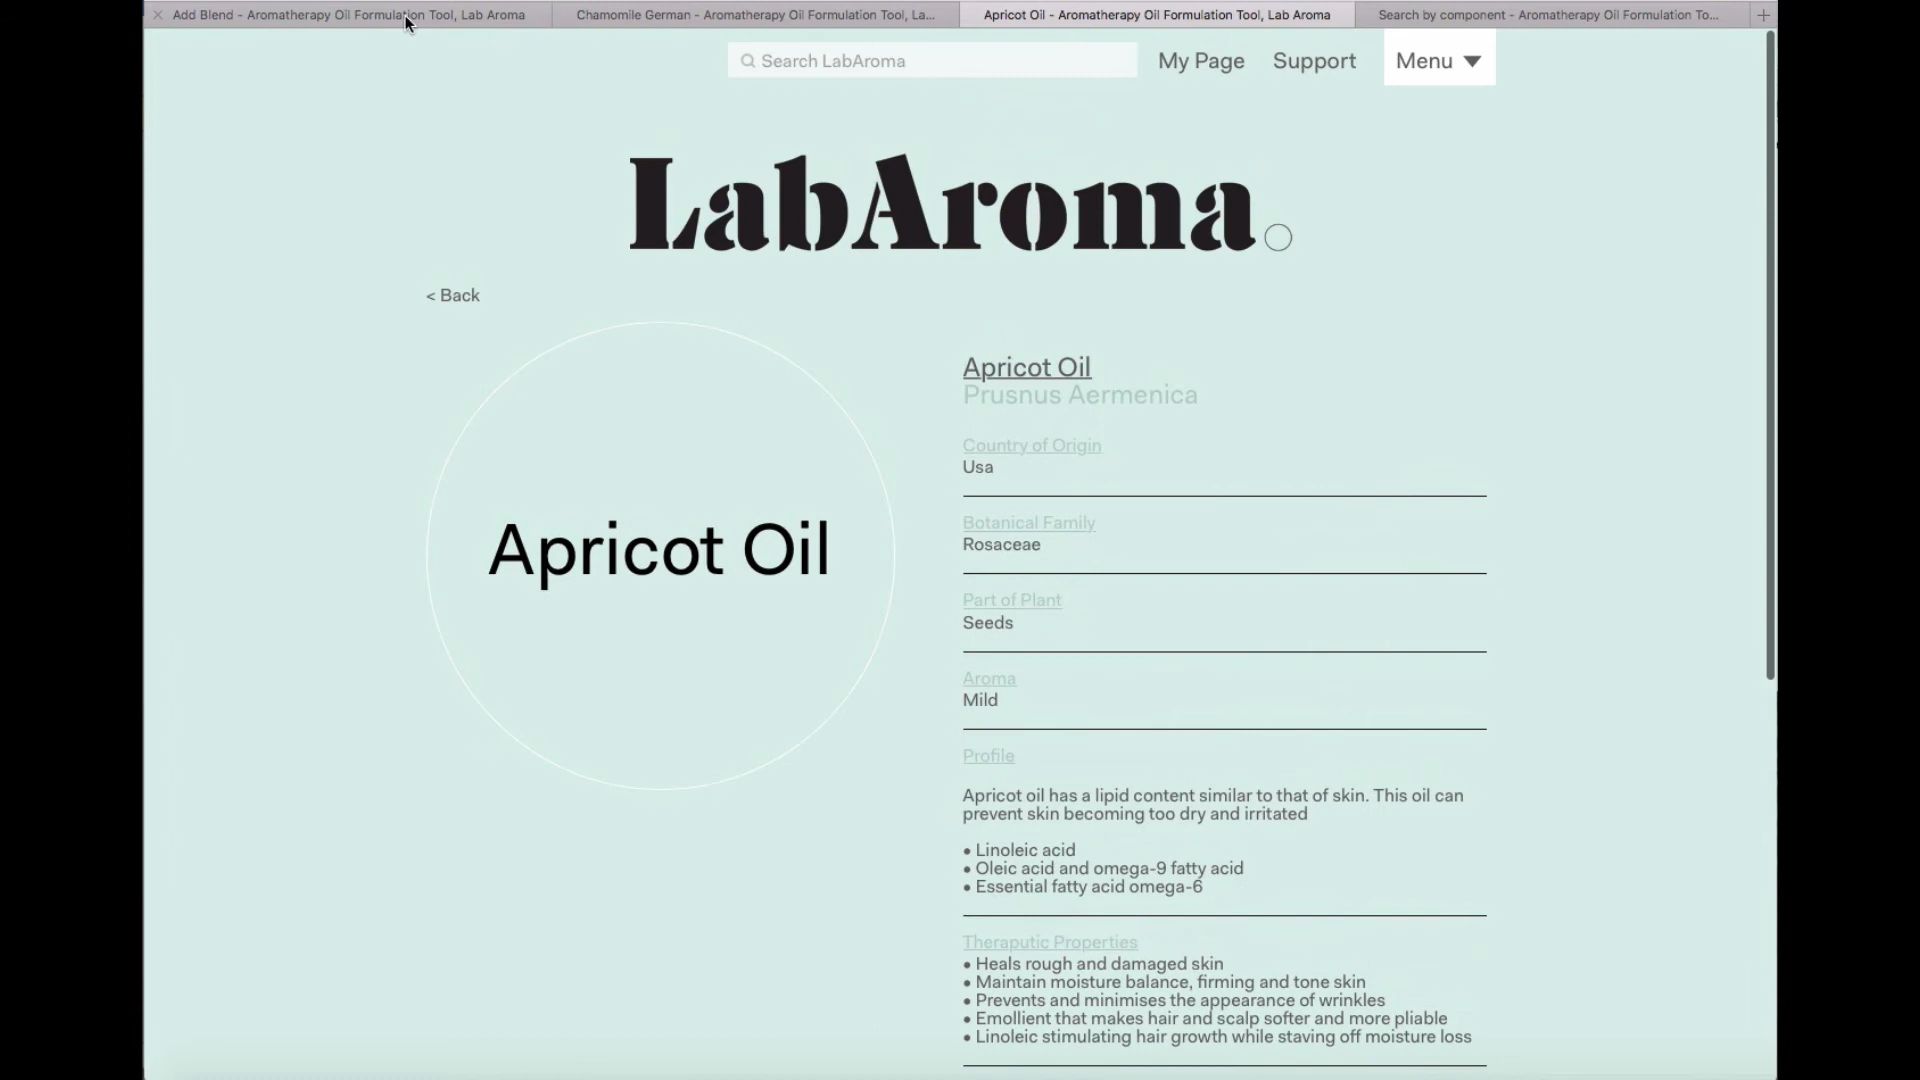 Add Blend - Aromatherapy Oil Formulation Tool, Lab Aroma
Chamomile German - Aromatherapy Oil Formulation Tool, La...
Apricot Oil - Aromatherapy Oil Formulation Tool, Lab Aroma
Search by component - Aromatherapy Oil Formulation To...
Search LabAroma
My Page
Support
Menu
LabAroma
< Back
Apricot Oil
Apricot Oil
Prusnus Aermenica
Country of Origin
Usa
Botanical Family
Rosaceae
Part of Plant
Seeds
Aroma
Mild
Profile
Apricot oil has a lipid content similar to that of skin. This oil can
prevent skin becoming too dry and irritated
• Linoleic acid
• Oleic acid and omega-9 fatty acid
• Essential fatty acid omega-6
Theraputic Properties
• Heals rough and damaged skin
• Maintain moisture balance, firming and tone skin
• Prevents and minimises the appearance of wrinkles
• Emollient that makes hair and scalp softer and more pliable
• Linoleic stimulating hair growth while staving off moisture loss